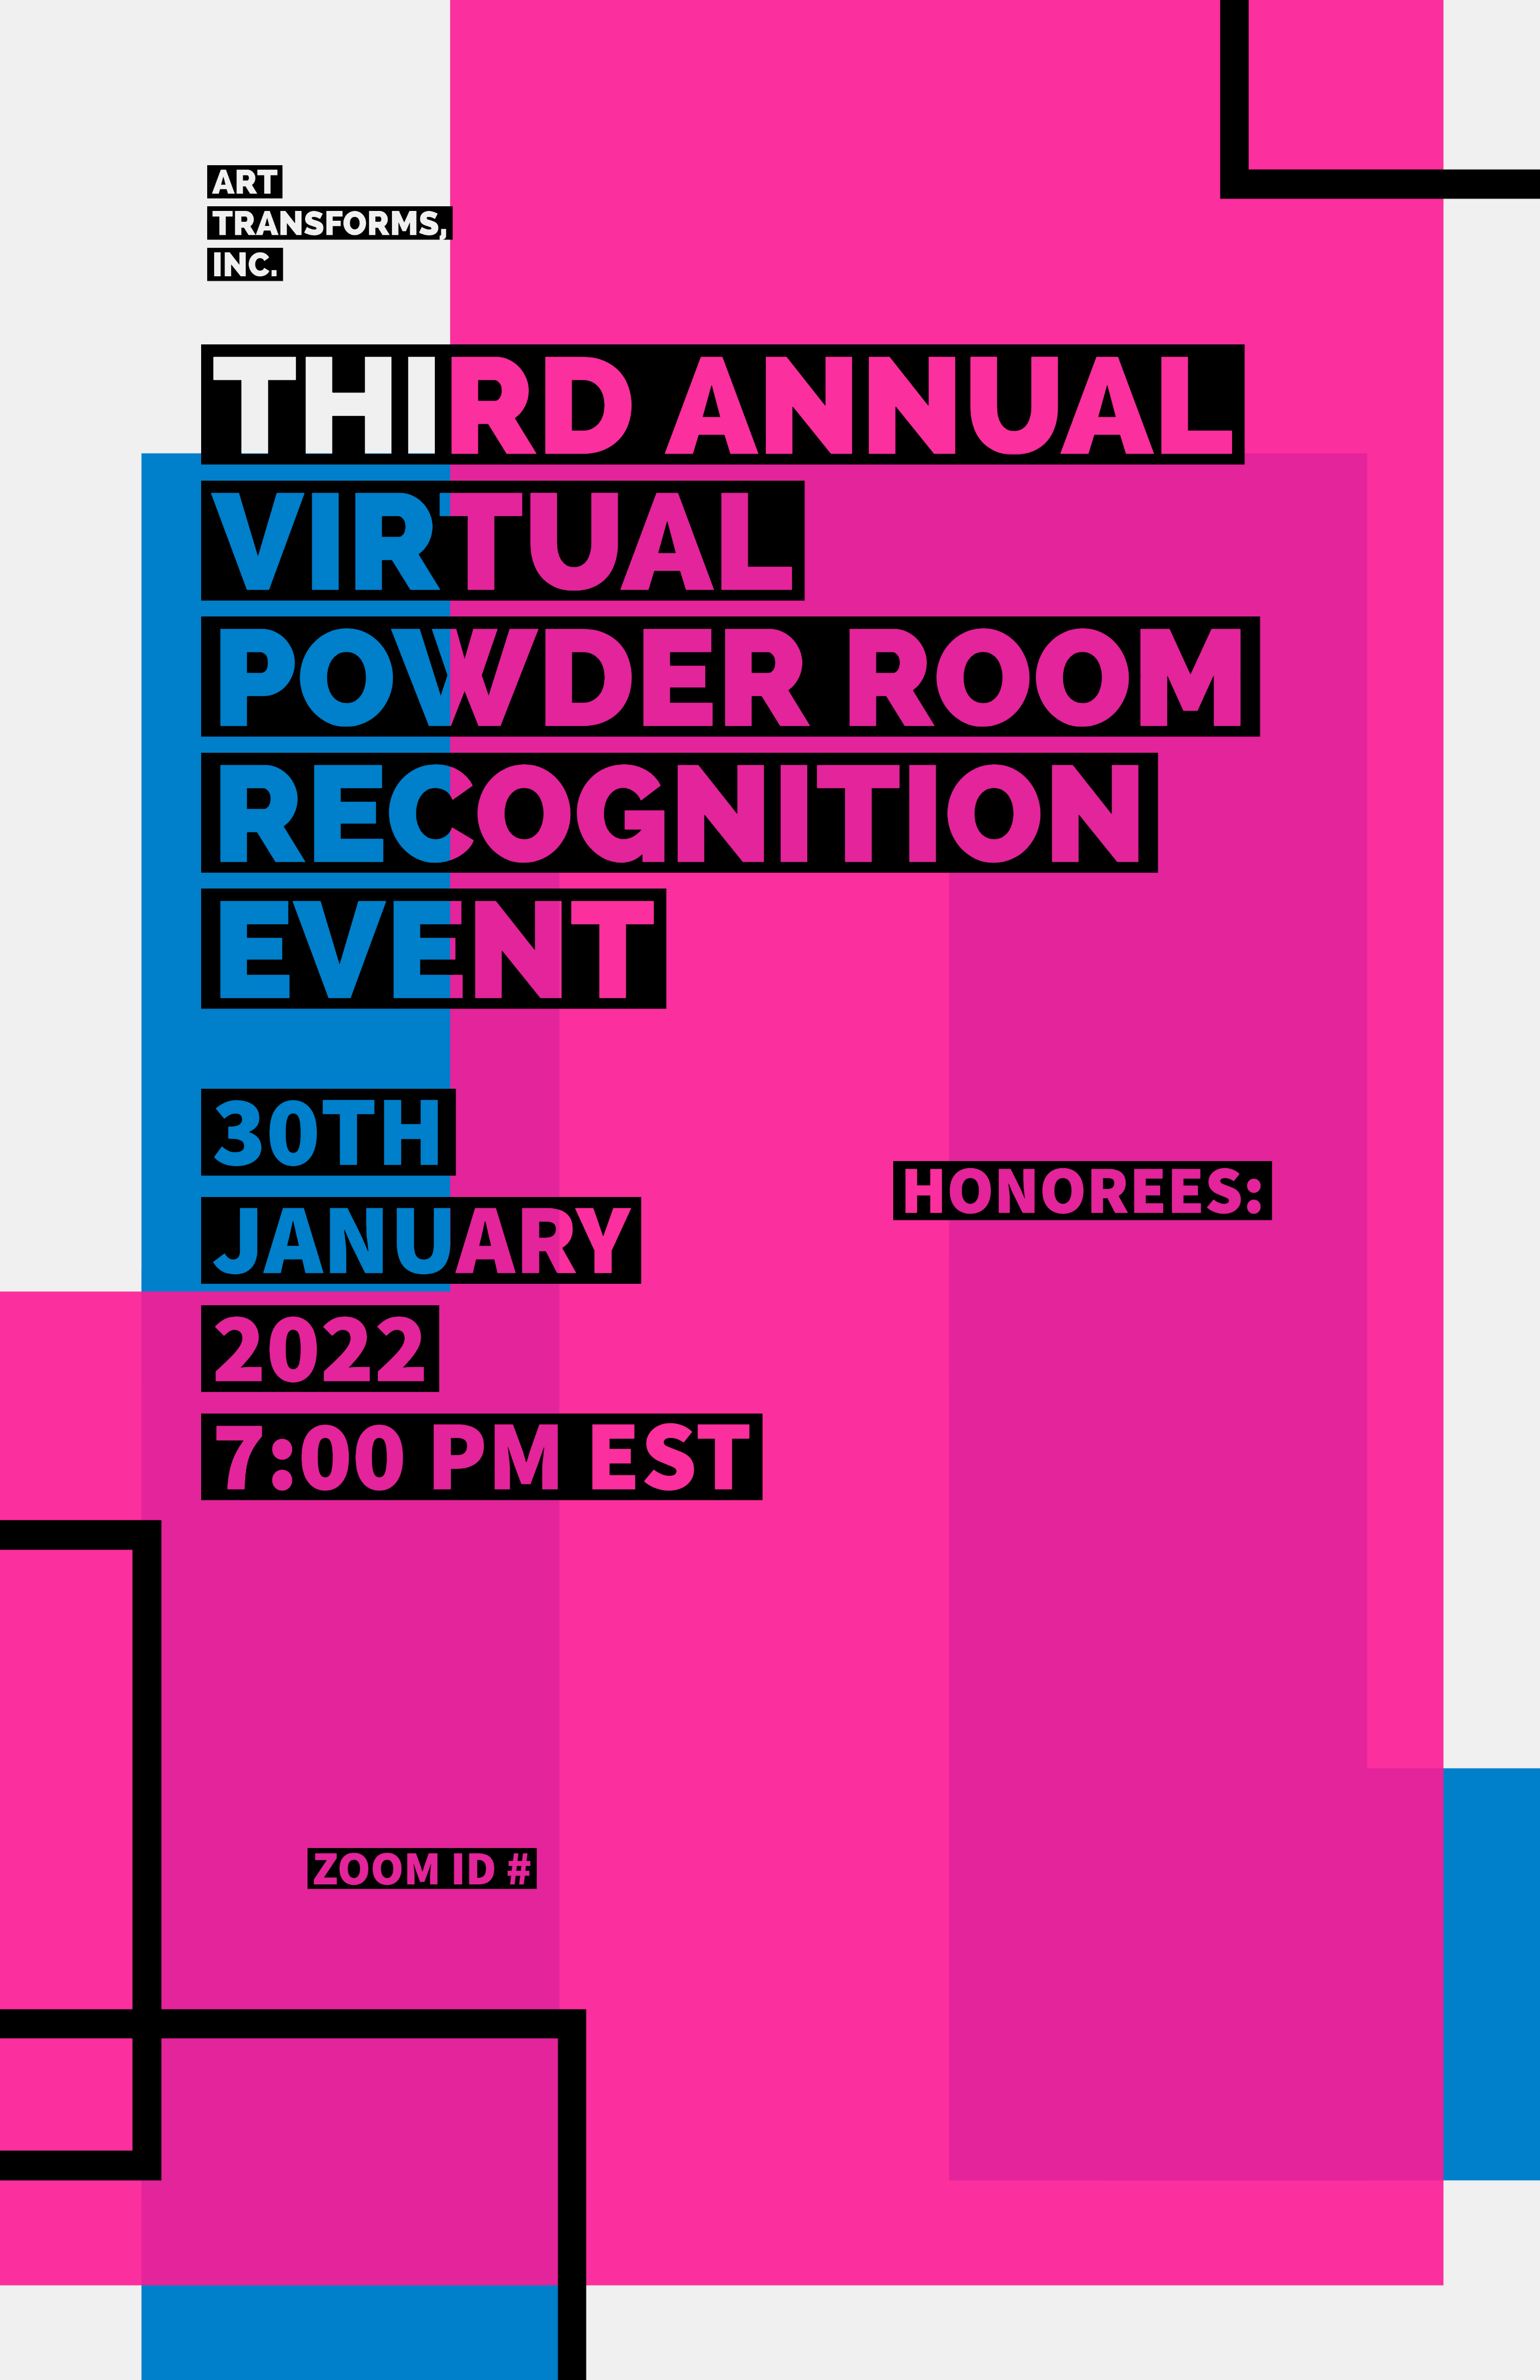 ART
TRANSFORMS,
INC.
THIRD ANNUAL
VIRTUAL
POWDER ROOM
RECOGNITION
EVENT
30TH
JANUARY
2022
7:00 PM EST
HONOREES:
ZOOM ID #